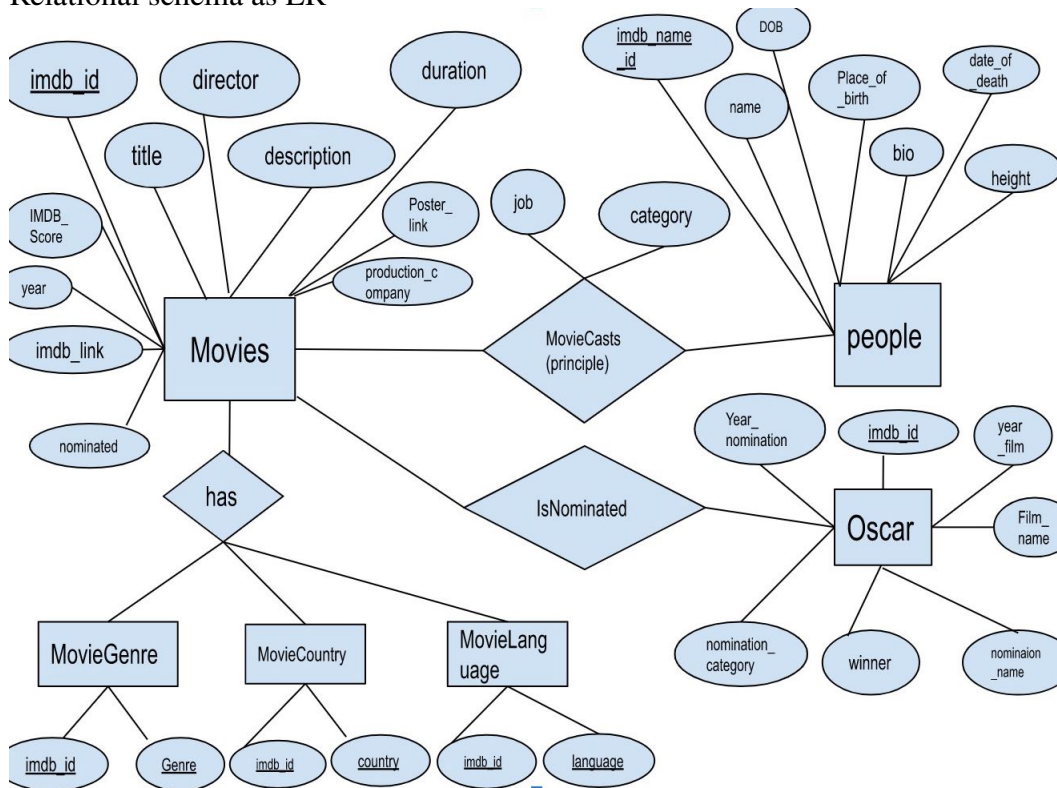 Relational schema as ER
imdb_id
director
duration
title
description
IMDB_
Score
Poster_
link
year
production_c
ompany
imdb_link
nominated
Movies
job
category
MovieCasts
(principle)
imdb_name
_id
DOB
name
Place_of
_birth
date_of
_death
bio
height
people
has
IsNominated
Year_
nomination
imdb_id
year
_film
Oscar
Film_
name
nomination_
category
winner
nominaion
_name
MovieGenre
MovieCountry
MovieLang
uage
imdb_id
Genre
imdb_id
country
imdb_id
language